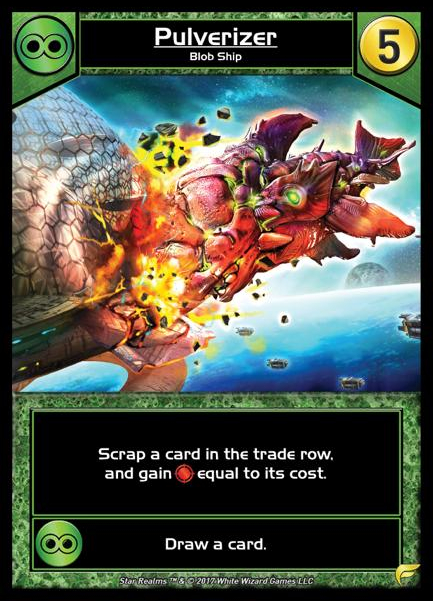 Pulverizer
Blob Ship
5
Scrap a card in the trade row,
and gain equal to its cost.
Draw a card.
Star Realms ™ & © 2017 White Wizard Games LLC